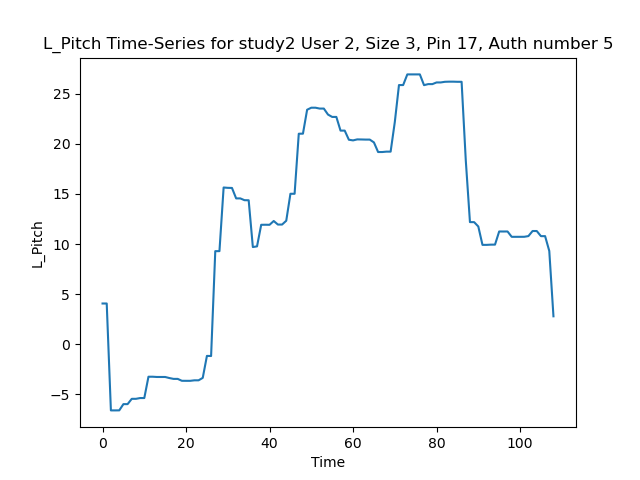 L_Pitch Time-Series for study2 User 2, Size 3, Pin 17, Auth number 5
25
20
15
10
5
0
−5
L_Pitch
0 20 40 60 80 100
Time